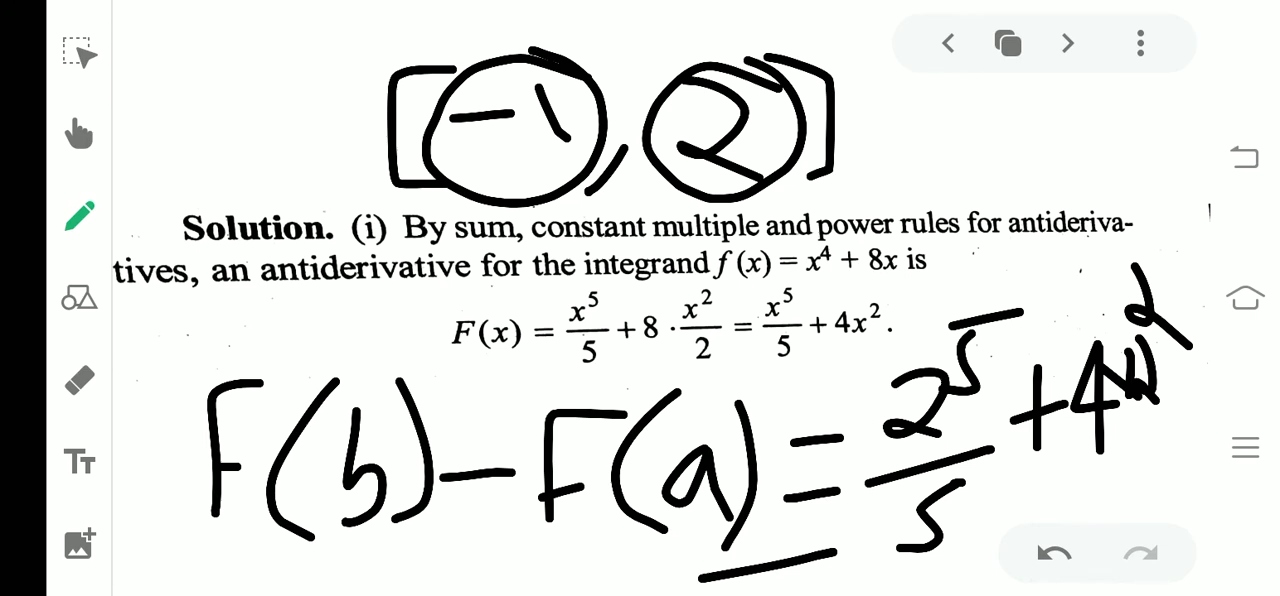 [-1, 2]
Solution. (i) By sum, constant multiple and power rules for antideriva-
tives, an antiderivative for the integrand f(x) = x⁴ + 8x is
F(x) = x⁵/5 + 8 · x²/2 = x⁵/5 + 4x².
F(b) - F(a) = 2⁵/5 + 4(2)²
Tт